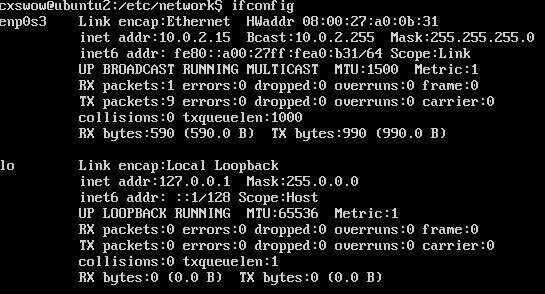 cxswow@ubuntu2:/etc/network$ ifconfig
enp0s3    Link encap:Ethernet  HWaddr 08:00:27:a0:0b:31
          inet addr:10.0.2.15  Bcast:10.0.2.255  Mask:255.255.255.0
          inet6 addr: fe80::a00:27ff:fea0:b31/64 Scope:Link
          UP BROADCAST RUNNING MULTICAST  MTU:1500  Metric:1
          RX packets:1 errors:0 dropped:0 overruns:0 frame:0
          TX packets:9 errors:0 dropped:0 overruns:0 carrier:0
          collisions:0 txqueuelen:1000
          RX bytes:590 (590.0 B)  TX bytes:990 (990.0 B)

lo        Link encap:Local Loopback
          inet addr:127.0.0.1  Mask:255.0.0.0
          inet6 addr: ::1/128 Scope:Host
          UP LOOPBACK RUNNING  MTU:65536  Metric:1
          RX packets:0 errors:0 dropped:0 overruns:0 frame:0
          TX packets:0 errors:0 dropped:0 overruns:0 carrier:0
          collisions:0 txqueuelen:1
          RX bytes:0 (0.0 B)  TX bytes:0 (0.0 B)